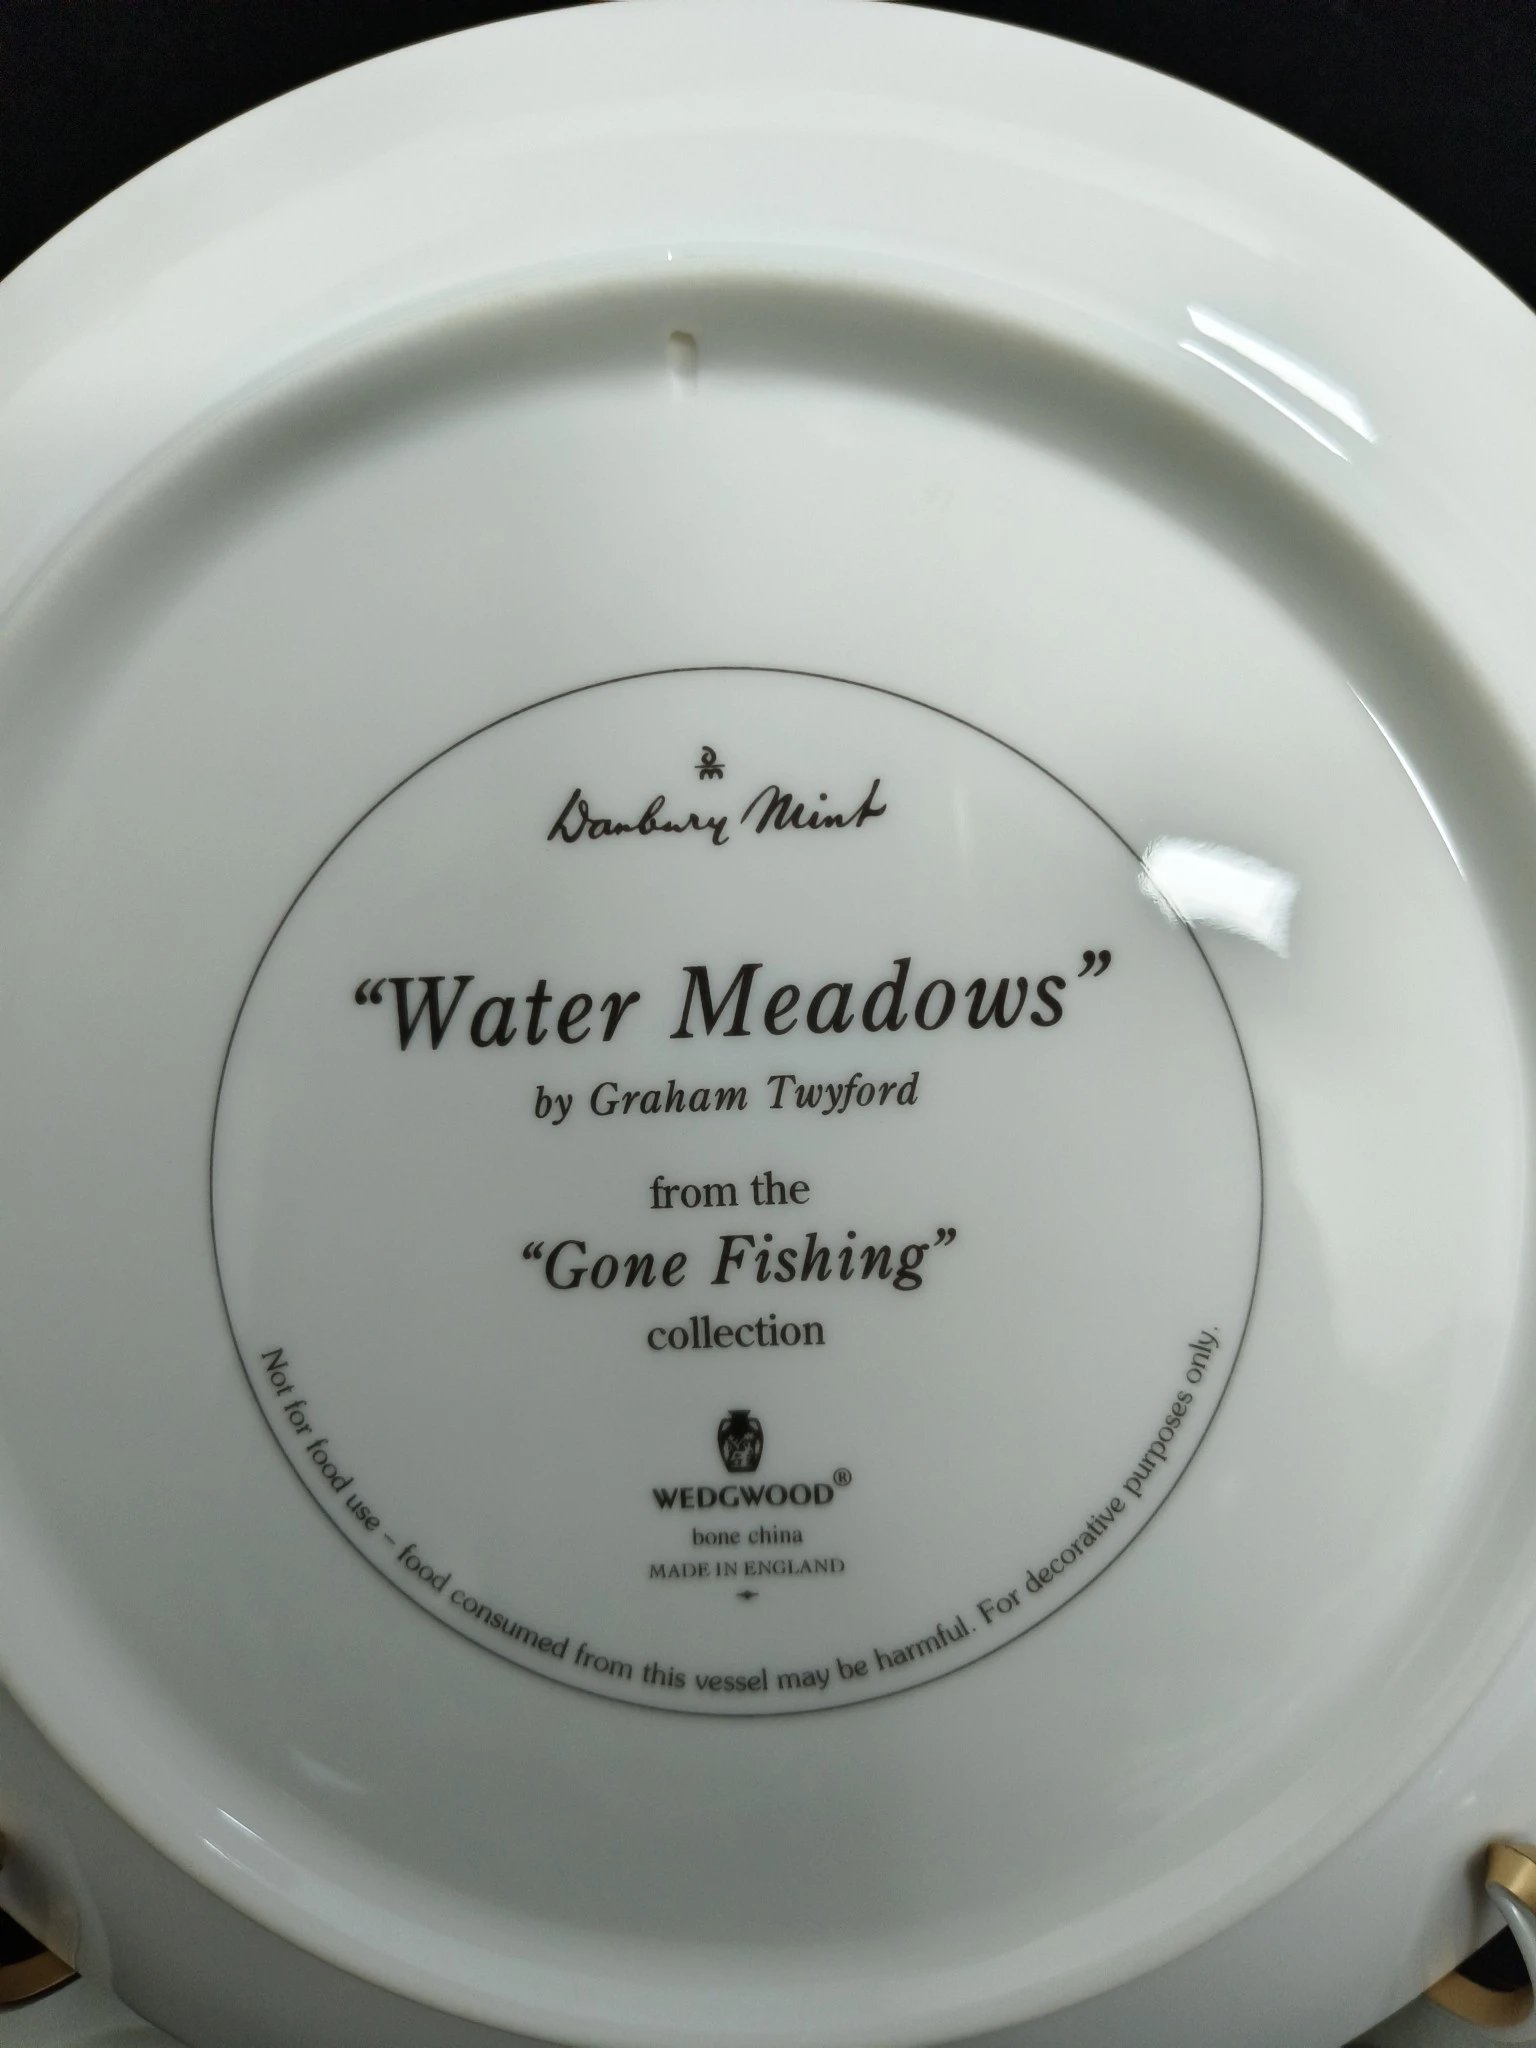 Danbury Mint
“Water Meadows”
by Graham Twyford
from the
“Gone Fishing”
collection
WEDGWOOD®
bone china
MADE IN ENGLAND
Not for food use – food consumed from this vessel may be harmful. For decorative purposes only.